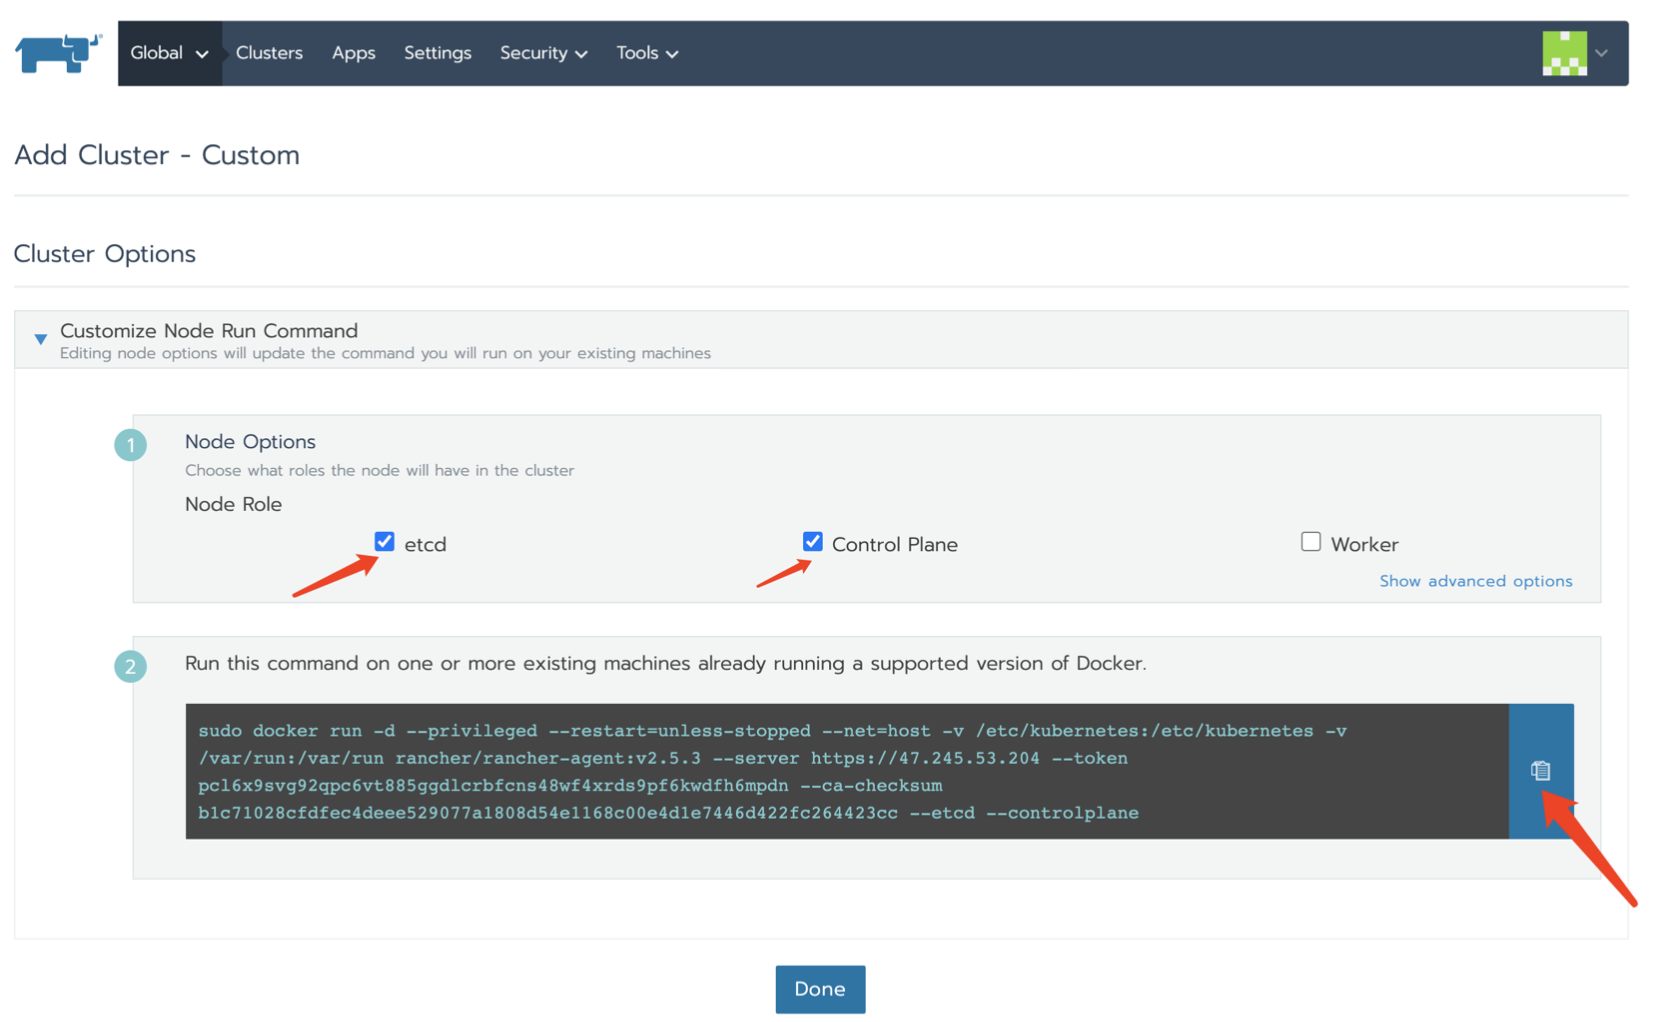 Global Clusters Apps Settings Security Tools
Add Cluster - Custom
Cluster Options
Customize Node Run Command
Editing node options will update the command you will run on your existing machines
1
Node Options
Choose what roles the node will have in the cluster
Node Role
etcd Control Plane Worker
Show advanced options
2
Run this command on one or more existing machines already running a supported version of Docker.
sudo docker run -d --privileged --restart=unless-stopped --net=host -v /etc/kubernetes:/etc/kubernetes -v
/var/run:/var/run rancher/rancher-agent:v2.5.3 --server https://47.245.53.204 --token
pcl6x9svg92qpc6vt885ggdlcrbfcns48wf4xrds9pf6kwdfh6mpdn --ca-checksum
b1c71028cfdfec4deee529077a1808d54e1168c00e4d1e7446d422fc264423cc --etcd --controlplane
Done